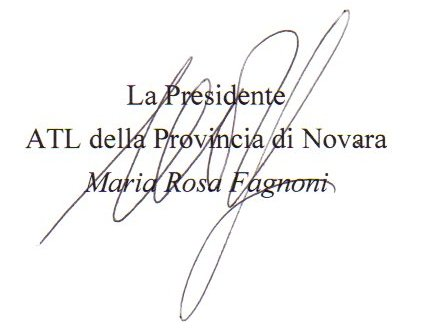 La Presidente
ATL della Provincia di Novara
Maria Rosa Fagnoni